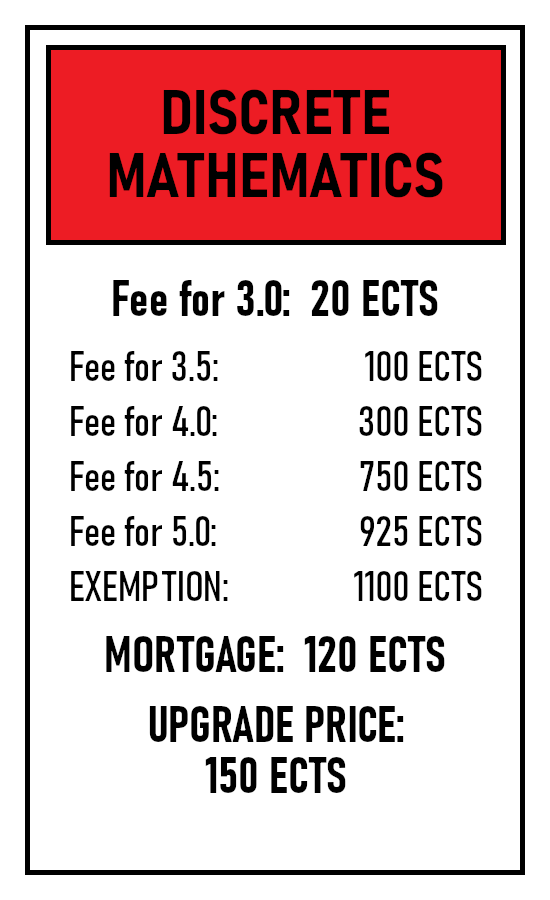 DISCRETE
MATHEMATICS
Fee for 3.0: 20 ECTS
Fee for 3.5: 100 ECTS
Fee for 4.0: 300 ECTS
Fee for 4.5: 750 ECTS
Fee for 5.0: 925 ECTS
EXEMPTION: 1100 ECTS
MORTGAGE: 120 ECTS
UPGRADE PRICE:
150 ECTS